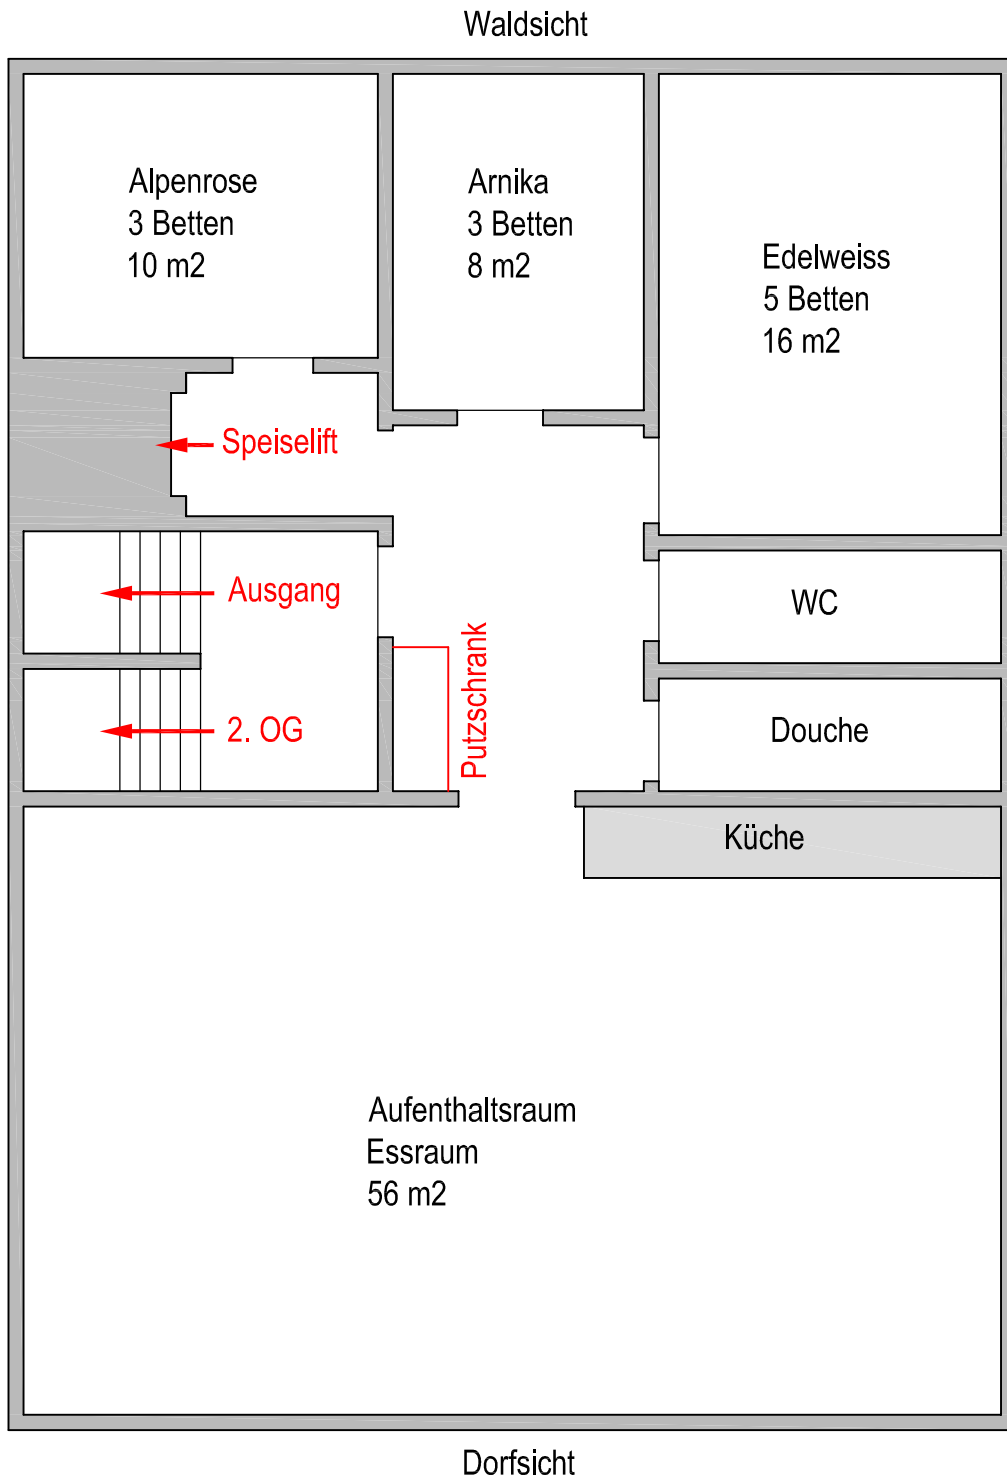 Waldsicht
Alpenrose
3 Betten
10 m2
Arnika
3 Betten
8 m2
Edelweiss
5 Betten
16 m2
Speiselift
Ausgang
2. OG
Putzschrank
WC
Douche
Küche
Aufenthaltsraum
Essraum
56 m2
Dorfsicht